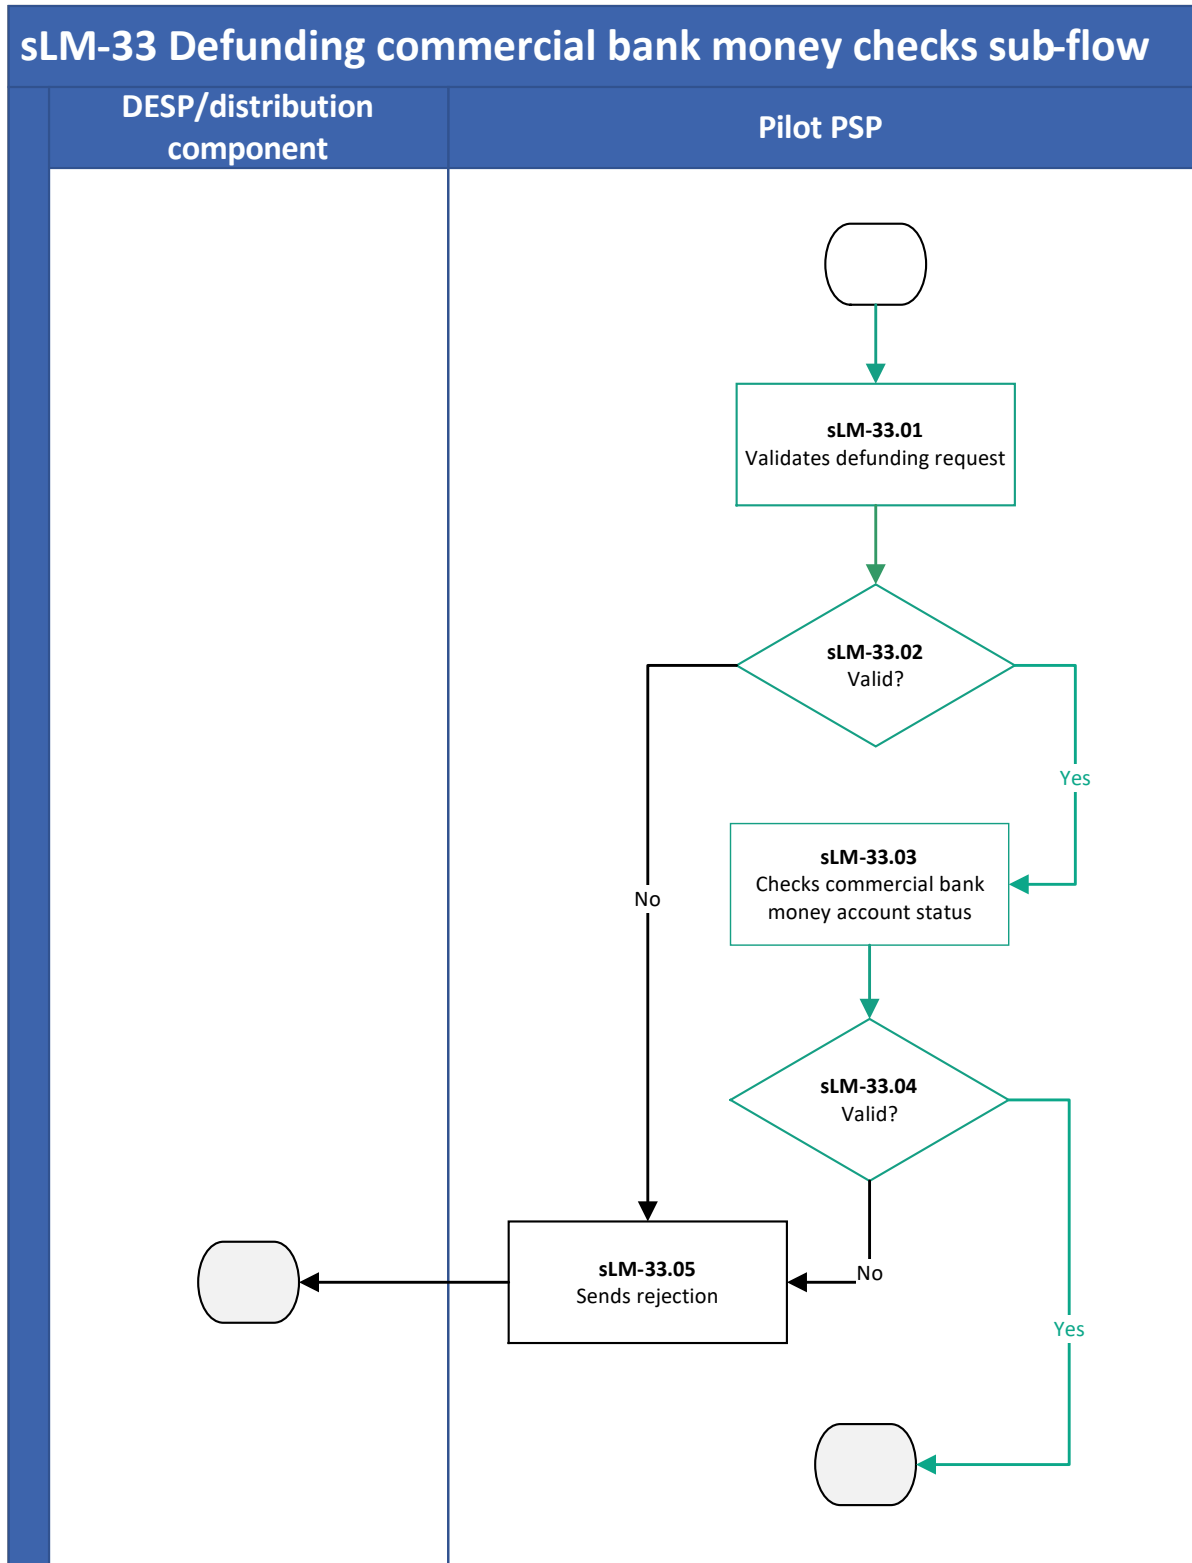 sLM-33 Defunding commercial bank money checks sub-flow
DESP/distribution
component
Pilot PSP
sLM-33.01
Validates defunding request
sLM-33.02
Valid?
Yes
sLM-33.03
Checks commercial bank
money account status
No
sLM-33.04
Valid?
sLM-33.05
Sends rejection
No
Yes